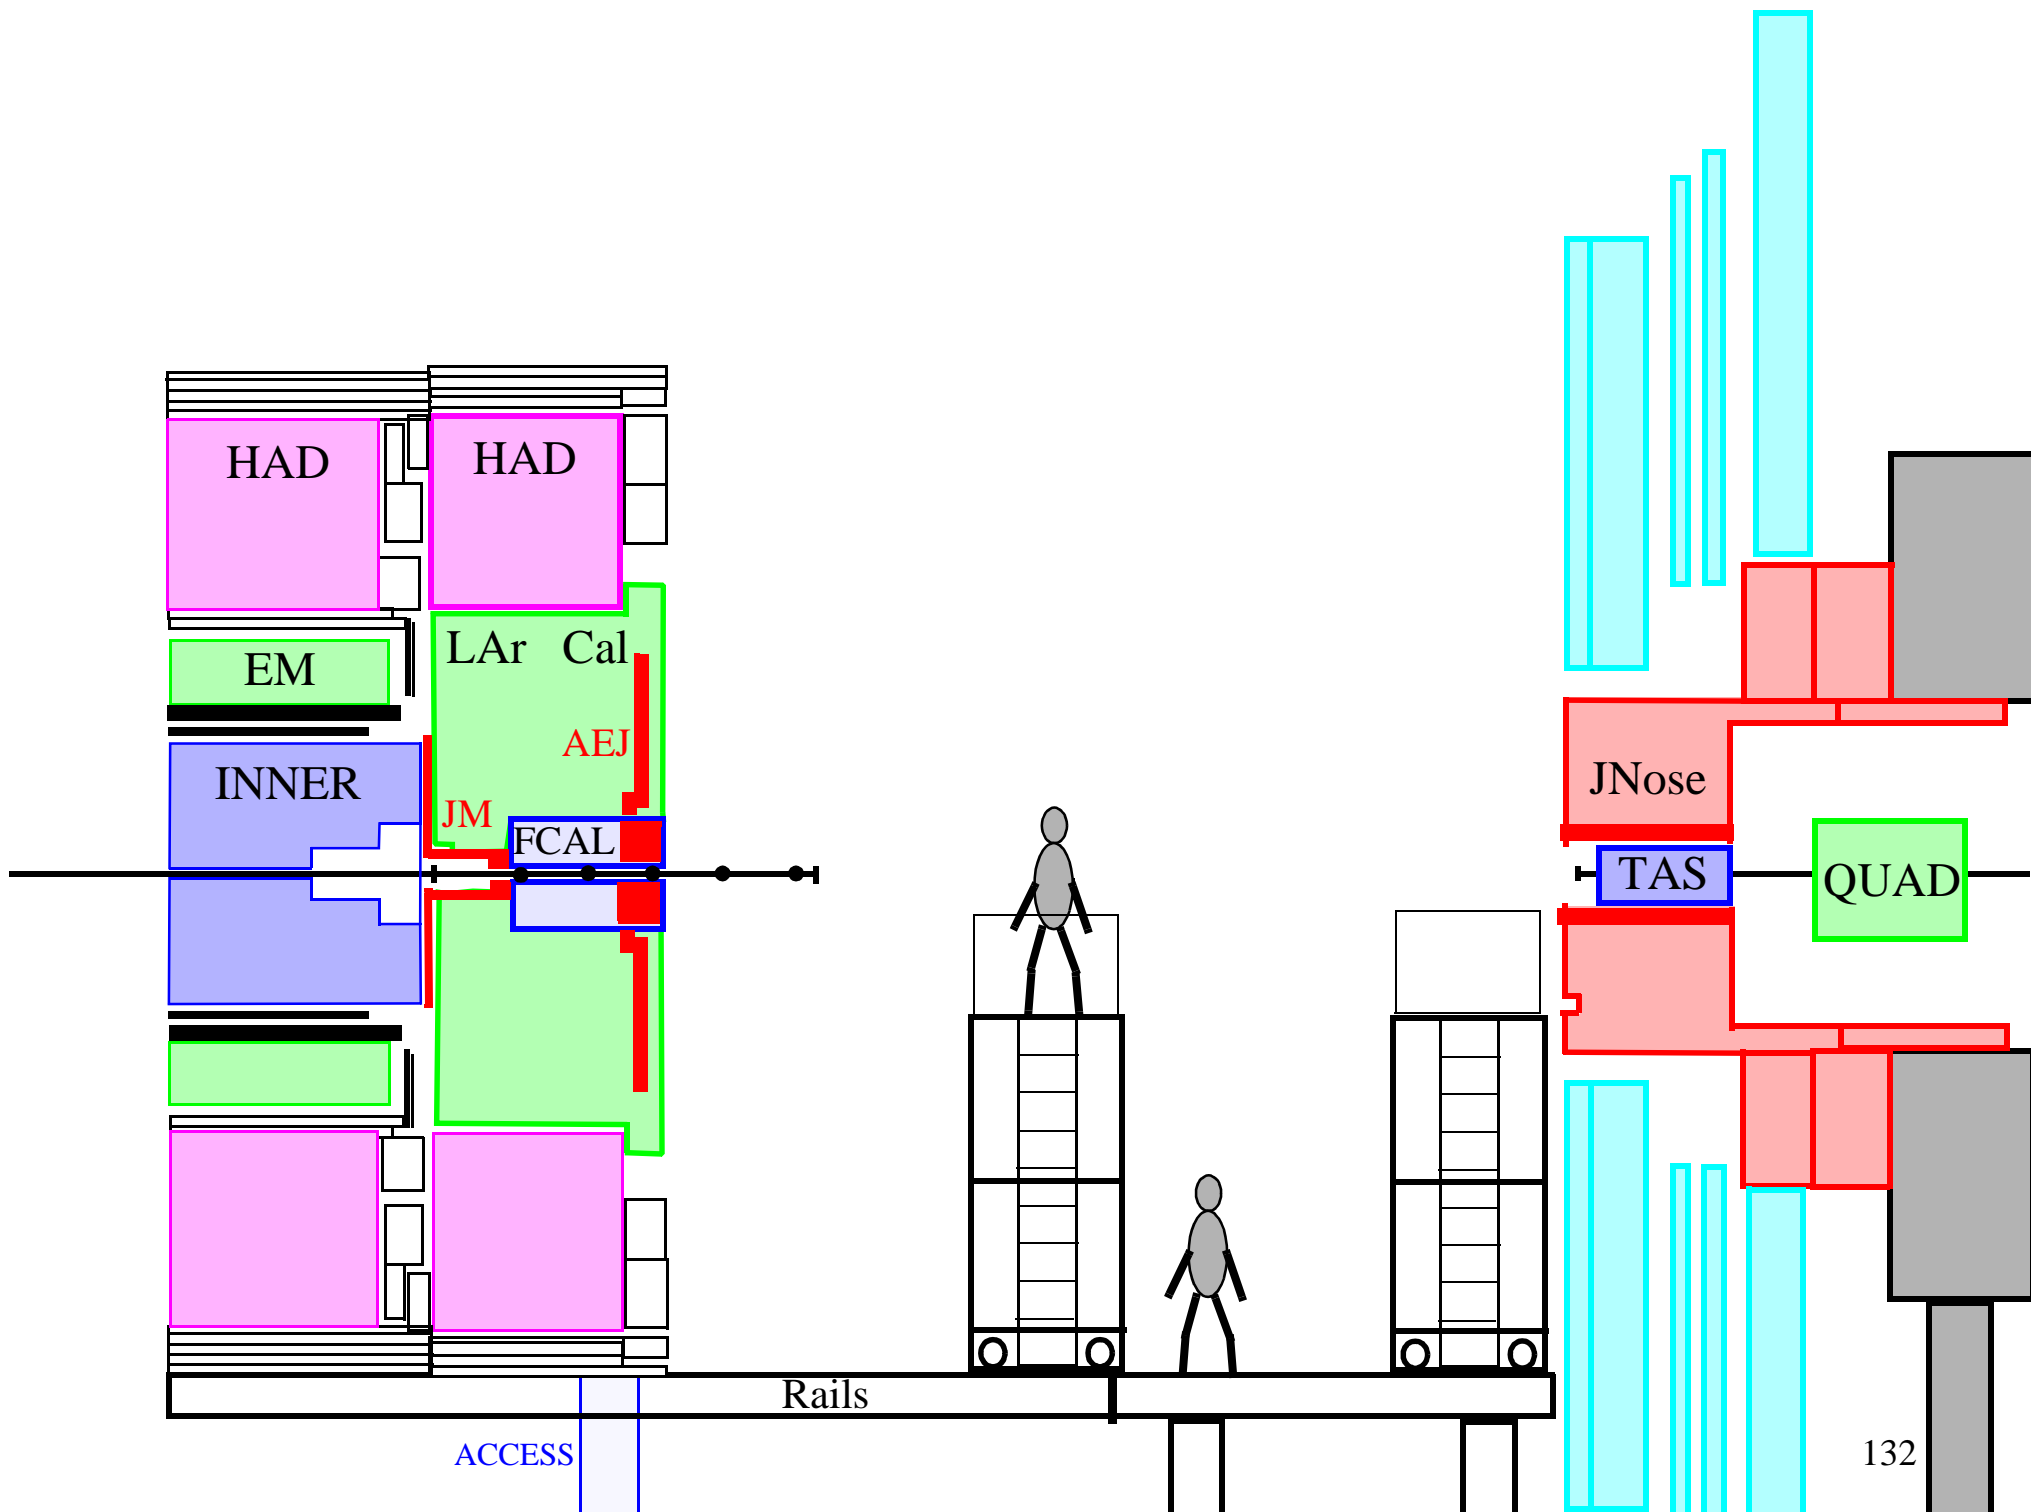 HAD
HAD
LAr Cal
EM
AEJ
INNER
JM
FCAL
JNose
TAS
QUAD
Rails
ACCESS
132